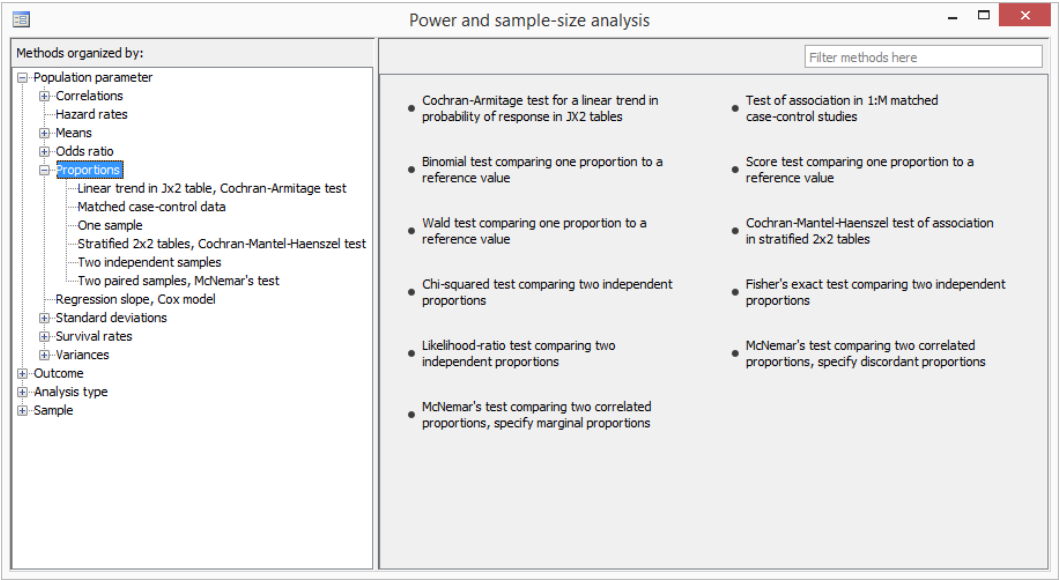 Power and sample-size analysis
Methods organized by:
Population parameter
Correlations
Hazard rates
Means
Odds ratio
Proportions
Linear trend in Jx2 table, Cochran-Armitage test
Matched case-control data
One sample
Stratified 2x2 tables, Cochran-Mantel-Haenszel test
Two independent samples
Two paired samples, McNemar's test
Regression slope, Cox model
Standard deviations
Survival rates
Variances
Outcome
Analysis type
Sample
Filter methods here
Cochran-Armitage test for a linear trend in
probability of response in JX2 tables
Test of association in 1:M matched
case-control studies
Binomial test comparing one proportion to a
reference value
Score test comparing one proportion to a
reference value
Wald test comparing one proportion to a
reference value
Cochran-Mantel-Haenszel test of association
in stratified 2x2 tables
Chi-squared test comparing two independent
proportions
Fisher's exact test comparing two independent
proportions
Likelihood-ratio test comparing two
independent proportions
McNemar's test comparing two correlated
proportions, specify discordant proportions
McNemar's test comparing two correlated
proportions, specify marginal proportions